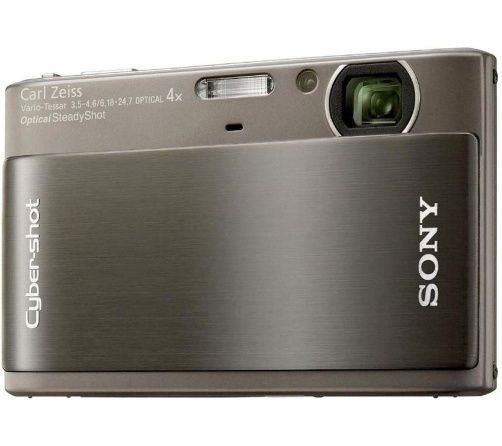 Carl Zeiss
Vario-Tessar 3,5-4,6/6,18-24,7 OPTICAL 4x
Optical SteadyShot
Cyber-shot
SONY